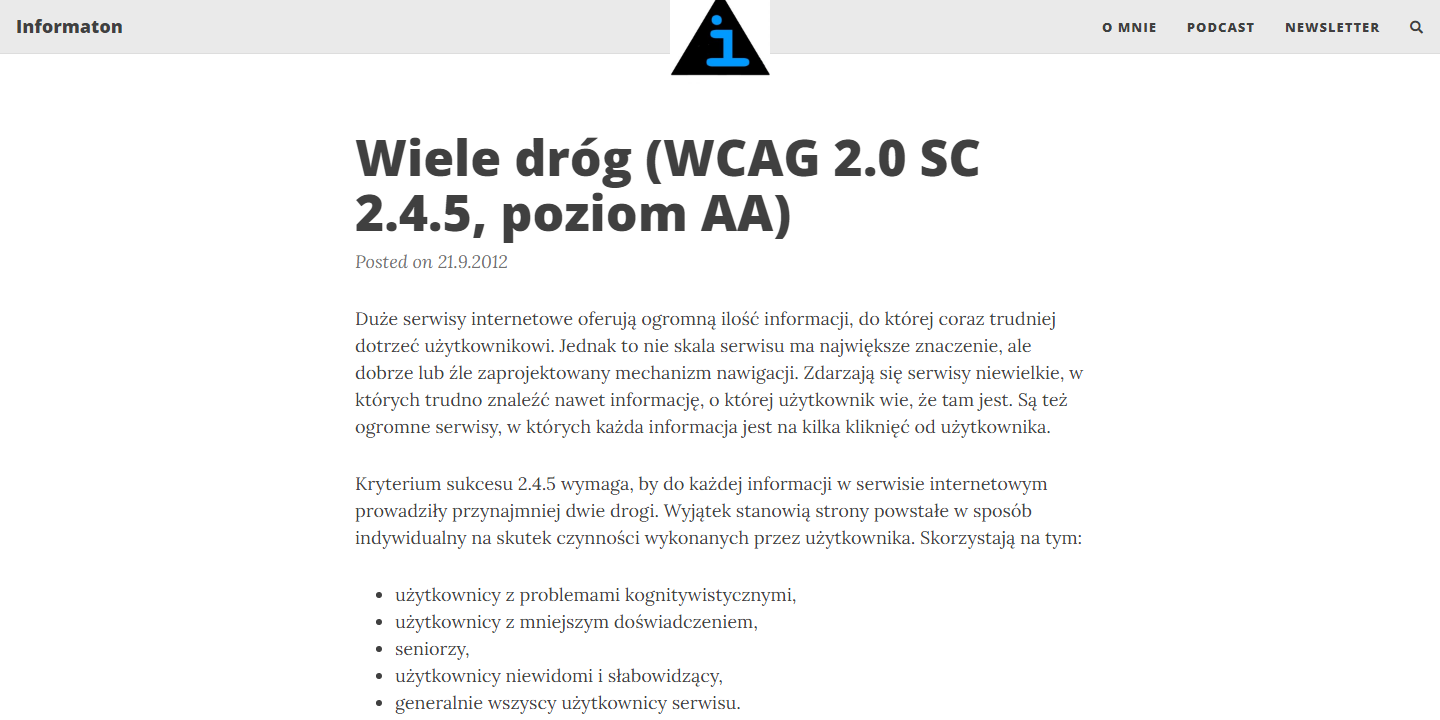 Informaton
i
O MNIE
PODCAST
NEWSLETTER
Wiele dróg (WCAG 2.0 SC
2.4.5, poziom AA)
Posted on 21.9.2012
Duże serwisy internetowe oferują ogromną ilość informacji, do której coraz trudniej
dotrzeć użytkownikowi. Jednak to nie skala serwisu ma największe znaczenie, ale
dobrze lub źle zaprojektowany mechanizm nawigacji. Zdarzają się serwisy niewielkie, w
których trudno znaleźć nawet informację, o której użytkownik wie, że tam jest. Są też
ogromne serwisy, w których każda informacja jest na kilka kliknięć od użytkownika.
Kryterium sukcesu 2.4.5 wymaga, by do każdej informacji w serwisie internetowym
prowadziły przynajmniej dwie drogi. Wyjątek stanowią strony powstałe w sposób
indywidualny na skutek czynności wykonanych przez użytkownika. Skorzystają na tym:
• użytkownicy z problemami kognitywistycznymi,
• użytkownicy z mniejszym doświadczeniem,
• seniorzy,
• użytkownicy niewidomi i słabowidzący,
• generalnie wszyscy użytkownicy serwisu.